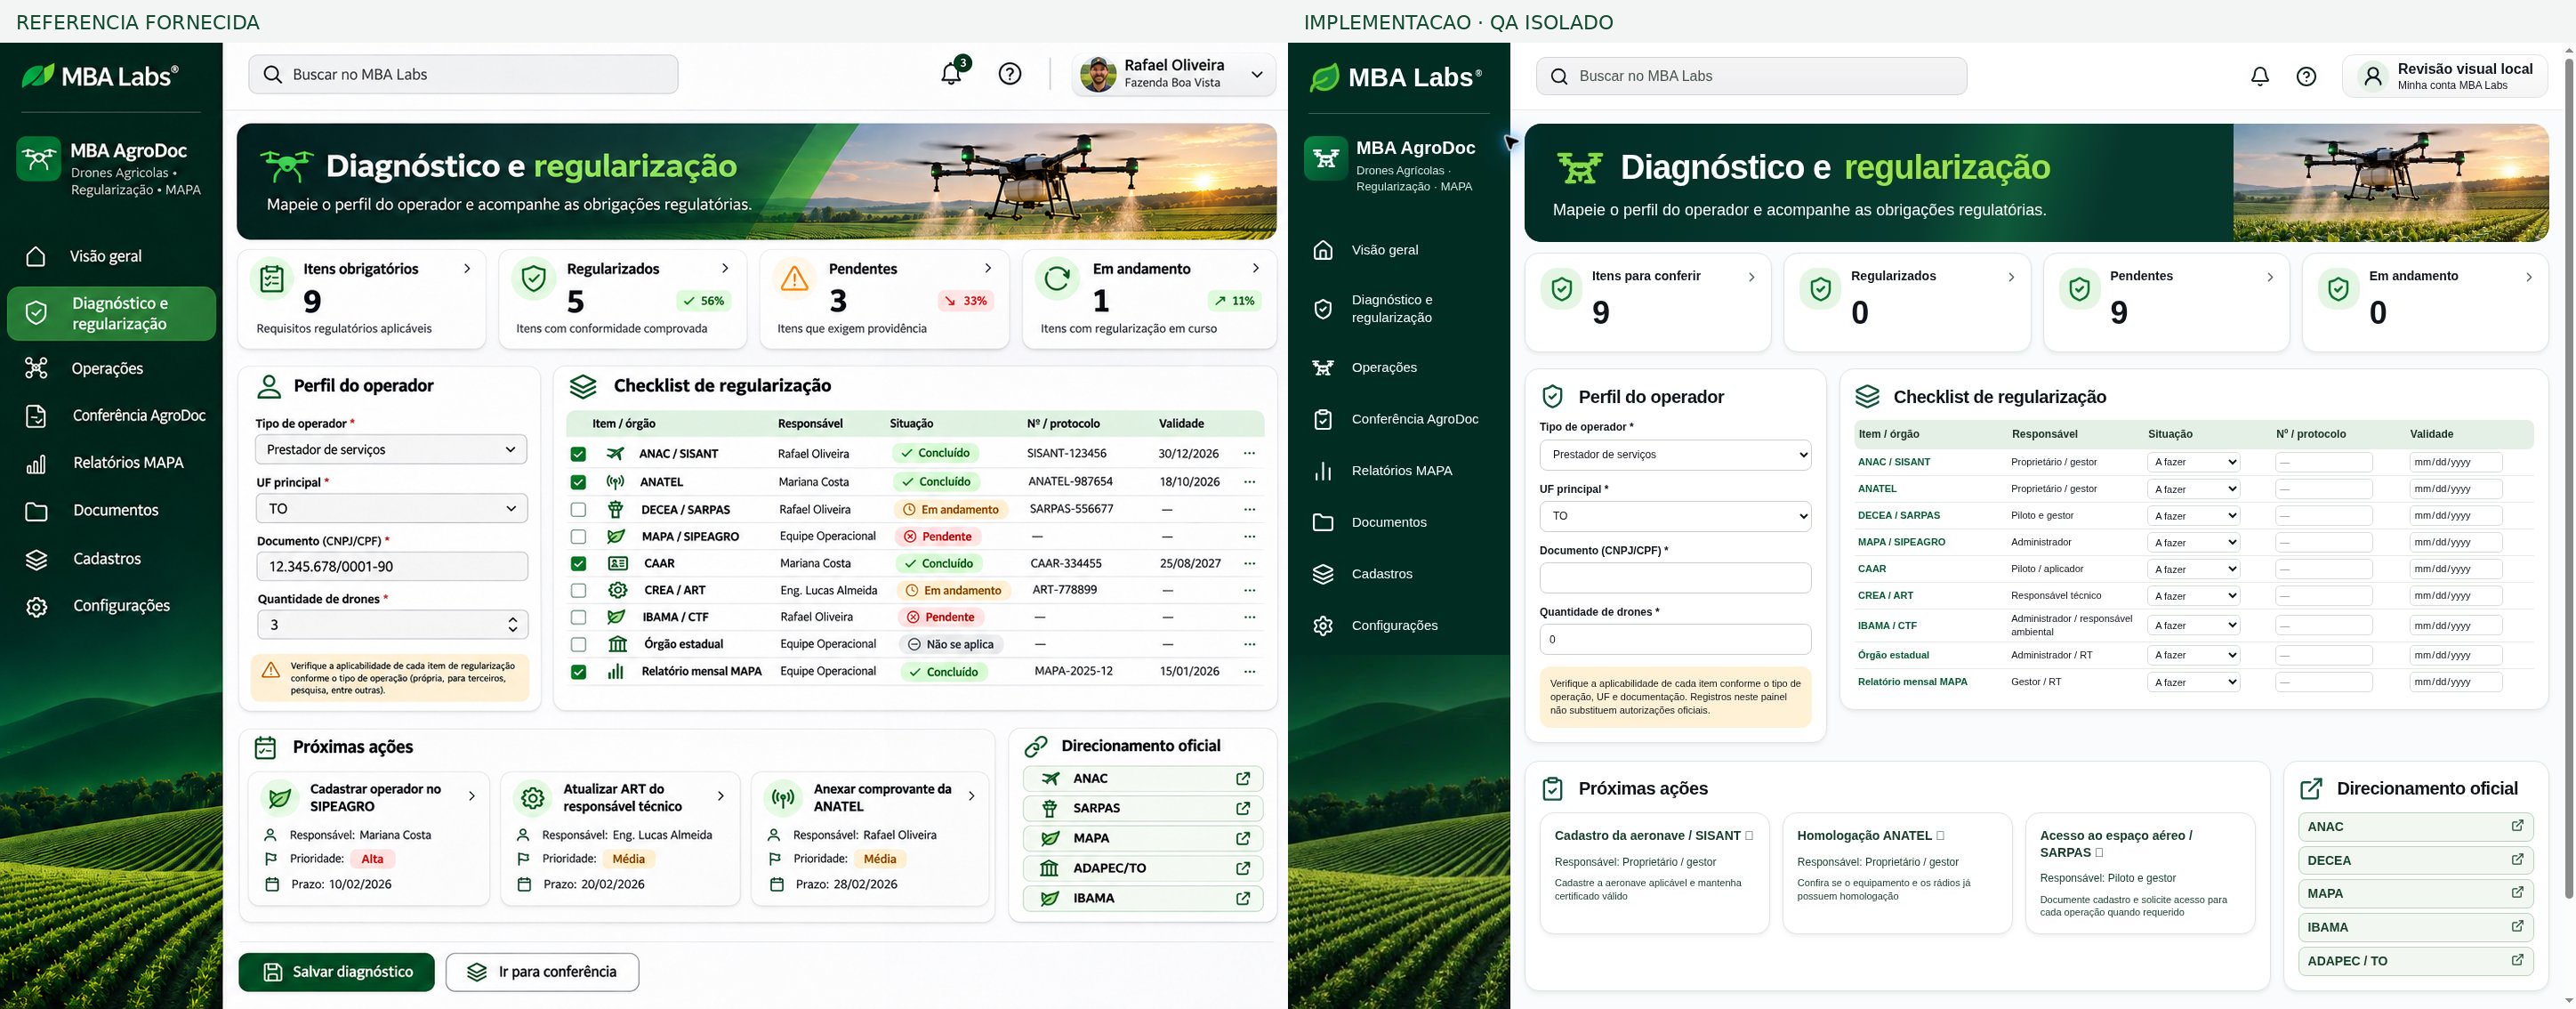 REFERENCIA FORNECIDA
MBA Labs®
MBA AgroDoc
Drones Agricolas •
Regularização • MAPA
Visão geral
Diagnóstico e
regularização
Operações
Conferência AgroDoc
Relatórios MAPA
Documentos
Cadastros
Configurações
Buscar no MBA Labs
3
Rafael Oliveira
Fazenda Boa Vista
Diagnóstico e regularização
Mapeie o perfil do operador e acompanhe as obrigações regulatórias.
Itens obrigatórios
9
Requisitos regulatórios aplicáveis
Regularizados
5
56%
Itens com conformidade comprovada
Pendentes
3
33%
Itens que exigem providência
Em andamento
1
11%
Itens com regularização em curso
Perfil do operador
Tipo de operador *
Prestador de serviços
UF principal *
TO
Documento (CNPJ/CPF) *
12.345.678/0001-90
Quantidade de drones *
3
Verifique a aplicabilidade de cada item de regularização
conforme o tipo de operação (própria, para terceiros,
pesquisa, entre outras).
Checklist de regularização
Item / órgão Responsável Situação Nº / protocolo Validade
ANAC / SISANT Rafael Oliveira Concluído SISANT-123456 30/12/2026 ...
ANATEL Mariana Costa Concluído ANATEL-987654 18/10/2026 ...
DECEA / SARPAS Rafael Oliveira Em andamento SARPAS-556677 — ...
MAPA / SIPEAGRO Equipe Operacional Pendente — — ...
CAAR Mariana Costa Concluído CAAR-334455 25/08/2027 ...
CREA / ART Eng. Lucas Almeida Em andamento ART-778899 — ...
IBAMA / CTF Rafael Oliveira Pendente — — ...
Órgão estadual Equipe Operacional Não se aplica — — ...
Relatório mensal MAPA Equipe Operacional Concluído MAPA-2025-12 15/01/2026 ...
Próximas ações
Cadastrar operador no
SIPEAGRO
Responsável: Mariana Costa
Prioridade: Alta
Prazo: 10/02/2026
Atualizar ART do
responsável técnico
Responsável: Eng. Lucas Almeida
Prioridade: Média
Prazo: 20/02/2026
Anexar comprovante da
ANATEL
Responsável: Rafael Oliveira
Prioridade: Média
Prazo: 28/02/2026
Direcionamento oficial
ANAC
SARPAS
MAPA
ADAPEC/TO
IBAMA
Salvar diagnóstico
Ir para conferência
IMPLEMENTACAO · QA ISOLADO
MBA Labs®
MBA AgroDoc
Drones Agrícolas ·
Regularização · MAPA
Visão geral
Diagnóstico e
regularização
Operações
Conferência AgroDoc
Relatórios MAPA
Documentos
Cadastros
Configurações
Buscar no MBA Labs
Revisão visual local
Minha conta MBA Labs
Diagnóstico e regularização
Mapeie o perfil do operador e acompanhe as obrigações regulatórias.
Itens para conferir
9
Regularizados
0
Pendentes
9
Em andamento
0
Perfil do operador
Tipo de operador *
Prestador de serviços
UF principal *
TO
Documento (CNPJ/CPF) *
Quantidade de drones *
0
Verifique a aplicabilidade de cada item conforme o tipo de
operação, UF e documentação. Registros neste painel
não substituem autorizações oficiais.
Checklist de regularização
Item / órgão Responsável Situação Nº / protocolo Validade
ANAC / SISANT Proprietário / gestor A fazer — mm/dd/yyyy
ANATEL Proprietário / gestor A fazer — mm/dd/yyyy
DECEA / SARPAS Piloto e gestor A fazer — mm/dd/yyyy
MAPA / SIPEAGRO Administrador A fazer — mm/dd/yyyy
CAAR Piloto / aplicador A fazer — mm/dd/yyyy
CREA / ART Responsável técnico A fazer — mm/dd/yyyy
IBAMA / CTF Administrador / responsável
ambiental A fazer — mm/dd/yyyy
Órgão estadual Administrador / RT A fazer — mm/dd/yyyy
Relatório mensal MAPA Gestor / RT A fazer — mm/dd/yyyy
Próximas ações
Cadastro da aeronave / SISANT
Responsável: Proprietário / gestor
Cadastre a aeronave aplicável e mantenha
certificado válido
Homologação ANATEL
Responsável: Proprietário / gestor
Confira se o equipamento e os rádios já
possuem homologação
Acesso ao espaço aéreo /
SARPAS
Responsável: Piloto e gestor
Documente cadastro e solicite acesso para
cada operação quando requerido
Direcionamento oficial
ANAC
DECEA
MAPA
IBAMA
ADAPEC / TO